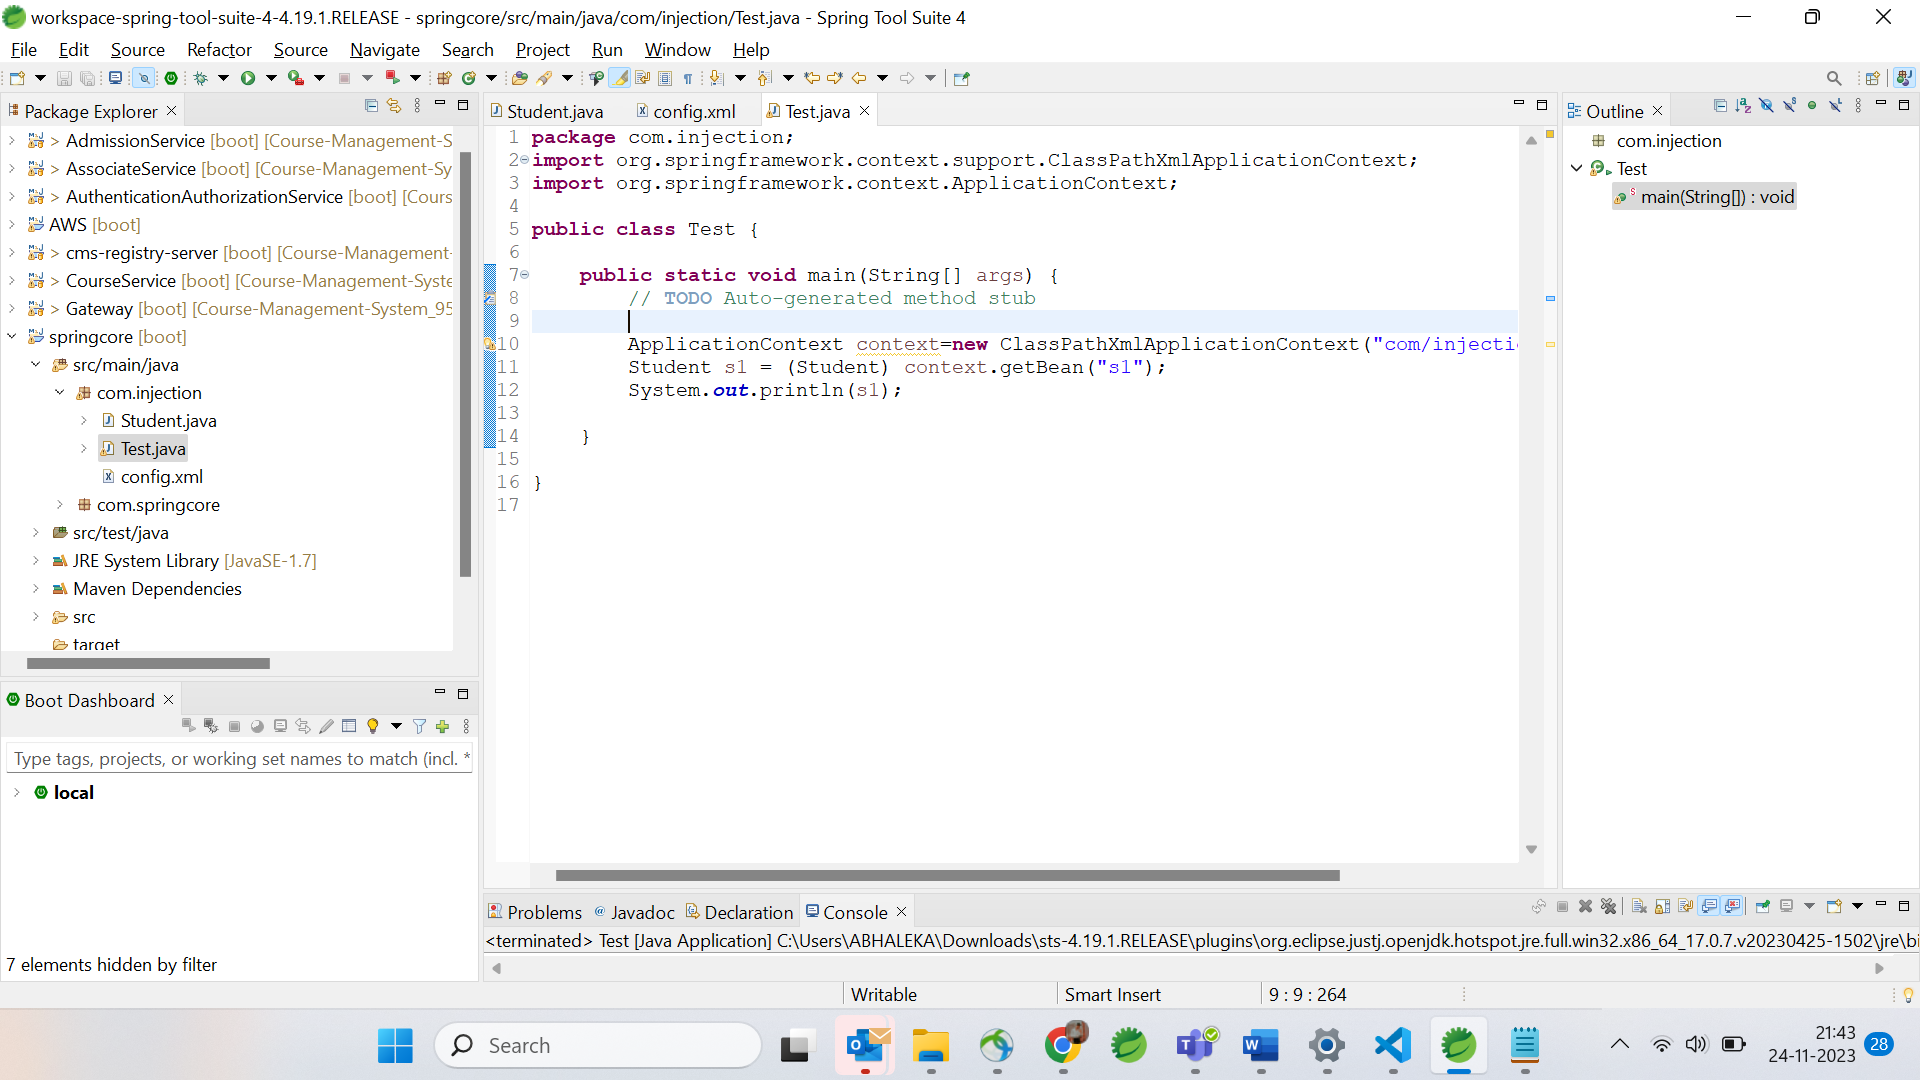 workspace-spring-tool-suite-4-4.19.1.RELEASE - springcore/src/main/java/com/injection/Test.java - Spring Tool Suite 4
File Edit Source Refactor Source Navigate Search Project Run Window Help
Package Explorer
> AdmissionService [boot] [Course-Management-S
> AssociateService [boot] [Course-Management-Sy
> AuthenticationAuthorizationService [boot] [Cours
AWS [boot]
> cms-registry-server [boot] [Course-Management-
> CourseService [boot] [Course-Management-Syste
> Gateway [boot] [Course-Management-System_95
springcore [boot]
src/main/java
com.injection
Student.java
Test.java
config.xml
com.springcore
src/test/java
JRE System Library [JavaSE-1.7]
Maven Dependencies
src
target
Boot Dashboard
Type tags, projects, or working set names to match (incl. *
local
7 elements hidden by filter
Student.java config.xml Test.java
1 package com.injection;
2 import org.springframework.context.support.ClassPathXmlApplicationContext;
3 import org.springframework.context.ApplicationContext;
4
5 public class Test {
6
7 public static void main(String[] args) {
8 // TODO Auto-generated method stub
9
10 ApplicationContext context=new ClassPathXmlApplicationContext("com/injecti
11 Student s1 = (Student) context.getBean("s1");
12 System.out.println(s1);
13
14 }
15
16 }
17
Outline
com.injection
Test
main(String[]) : void
Problems @ Javadoc Declaration Console
<terminated> Test [Java Application] C:\Users\ABHALEKA\Downloads\sts-4.19.1.RELEASE\plugins\org.eclipse.justj.openjdk.hotspot.jre.full.win32.x86_64_17.0.7.v20230425-1502\jre\bi
Writable Smart Insert 9 : 9 : 264
Search
21:43
24-11-2023
28